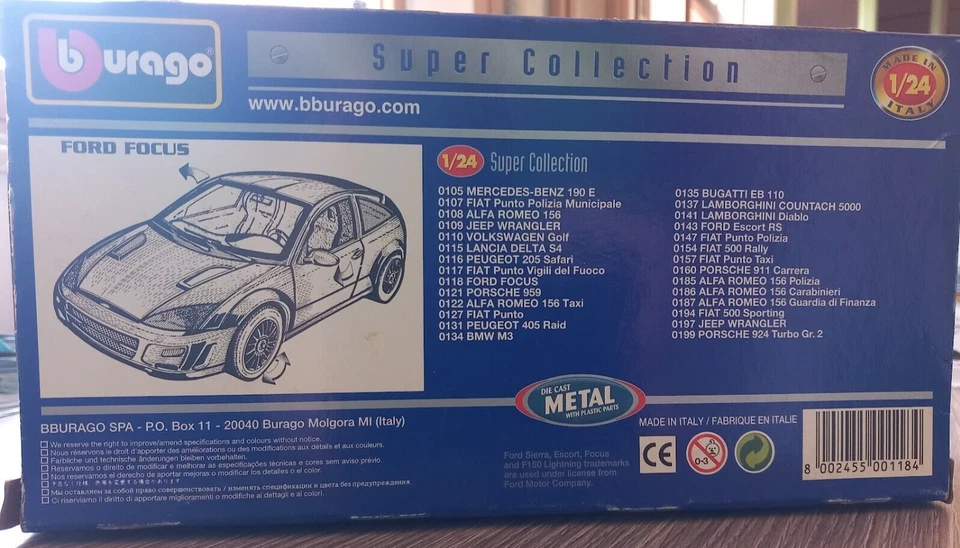 bburago®
Super Collection
MADE IN
1/24
ITALY
www.bburago.com
FORD FOCUS
1/24 Super Collection
0105 MERCEDES-BENZ 190 E
0107 FIAT Punto Polizia Municipale
0108 ALFA ROMEO 156
0109 JEEP WRANGLER
0110 VOLKSWAGEN Golf
0115 LANCIA DELTA S4
0116 PEUGEOT 205 Safari
0117 FIAT Punto Vigili del Fuoco
0118 FORD FOCUS
0121 PORSCHE 959
0122 ALFA ROMEO 156 Taxi
0127 FIAT Punto
0131 PEUGEOT 405 Raid
0134 BMW M3
0135 BUGATTI EB 110
0137 LAMBORGHINI COUNTACH 5000
0141 LAMBORGHINI Diablo
0143 FORD Escort RS
0147 FIAT Punto Polizia
0154 FIAT 500 Rally
0157 FIAT Punto Taxi
0160 PORSCHE 911 Carrera
0185 ALFA ROMEO 156 Polizia
0186 ALFA ROMEO 156 Carabinieri
0187 ALFA ROMEO 156 Guardia di Finanza
0194 FIAT 500 Sporting
0197 JEEP WRANGLER
0199 PORSCHE 924 Turbo Gr. 2
DIE CAST
METAL
WITH PLASTIC PARTS
BBURAGO SPA - P.O. Box 11 - 20040 Burago Molgora MI (Italy)
We reserve the right to improve/amend specifications and colours without notice.
Nous réservons le droit d'apporter des améliorations ou des modifications aux détails et aux couleurs.
Farbliche und technische änderungen bleiben vorbehalten.
Reservamos o direito de modificar e melhorar as especificações técnicas e cores sem aviso prévio.
Nos reservamos el derecho de aportar mejoras o modificar los detalles o el color.
Мы оставляем за собой право совершенствовать / изменять спецификации и цвета без предупреждения
Ci riserviamo il diritto di apportare miglioramenti o modifiche ai dettagli e ai colori.
Ford Sierra, Escort, Focus
and F150 Lighining trademarks
are used under license from
Ford Motor Company.
MADE IN ITALY / FABRIQUE EN ITALIE
CE
0-3
8 002455 001184